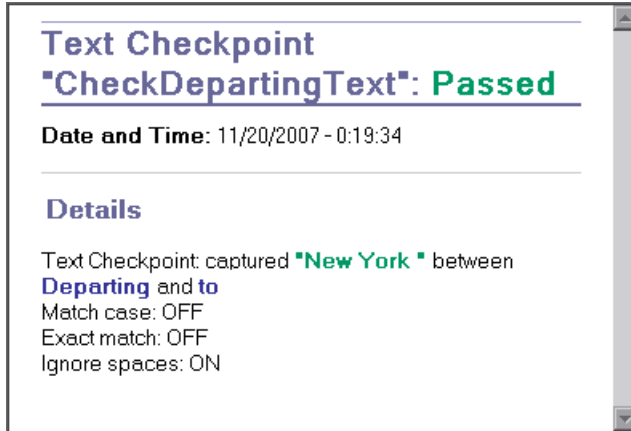 Text Checkpoint
"CheckDepartingText": Passed
Date and Time: 11/20/2007 - 0:19:34
Details
Text Checkpoint: captured "New York " between
Departing and to
Match case: OFF
Exact match: OFF
Ignore spaces: ON